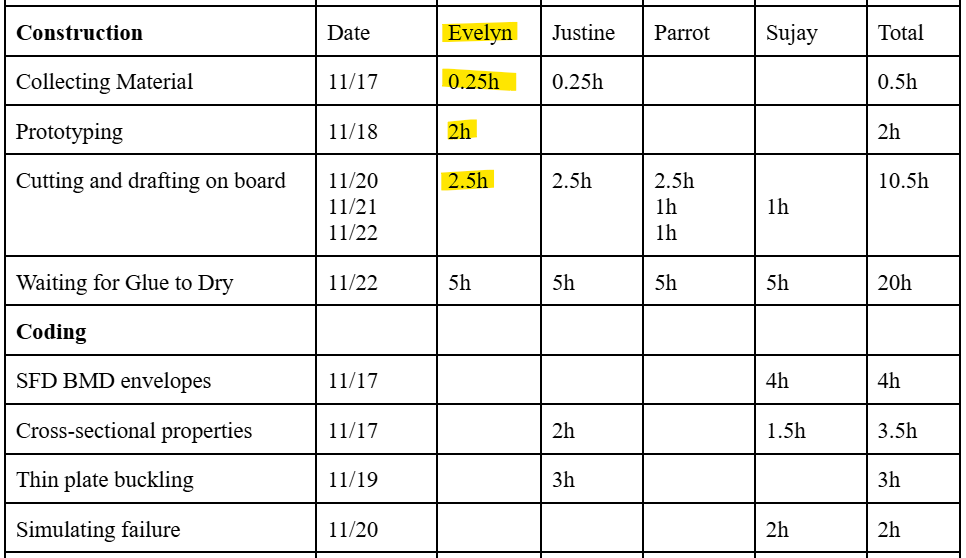 Construction Date Evelyn Justine Parrot Sujay Total
Collecting Material 11/17 0.25h 0.25h 0.5h
Prototyping 11/18 2h 2h
Cutting and drafting on board 11/20 2.5h 2.5h 2.5h 10.5h
11/21 1h 1h
11/22 1h
Waiting for Glue to Dry 11/22 5h 5h 5h 5h 20h
Coding
SFD BMD envelopes 11/17 4h 4h
Cross-sectional properties 11/17 2h 1.5h 3.5h
Thin plate buckling 11/19 3h 3h
Simulating failure 11/20 2h 2h